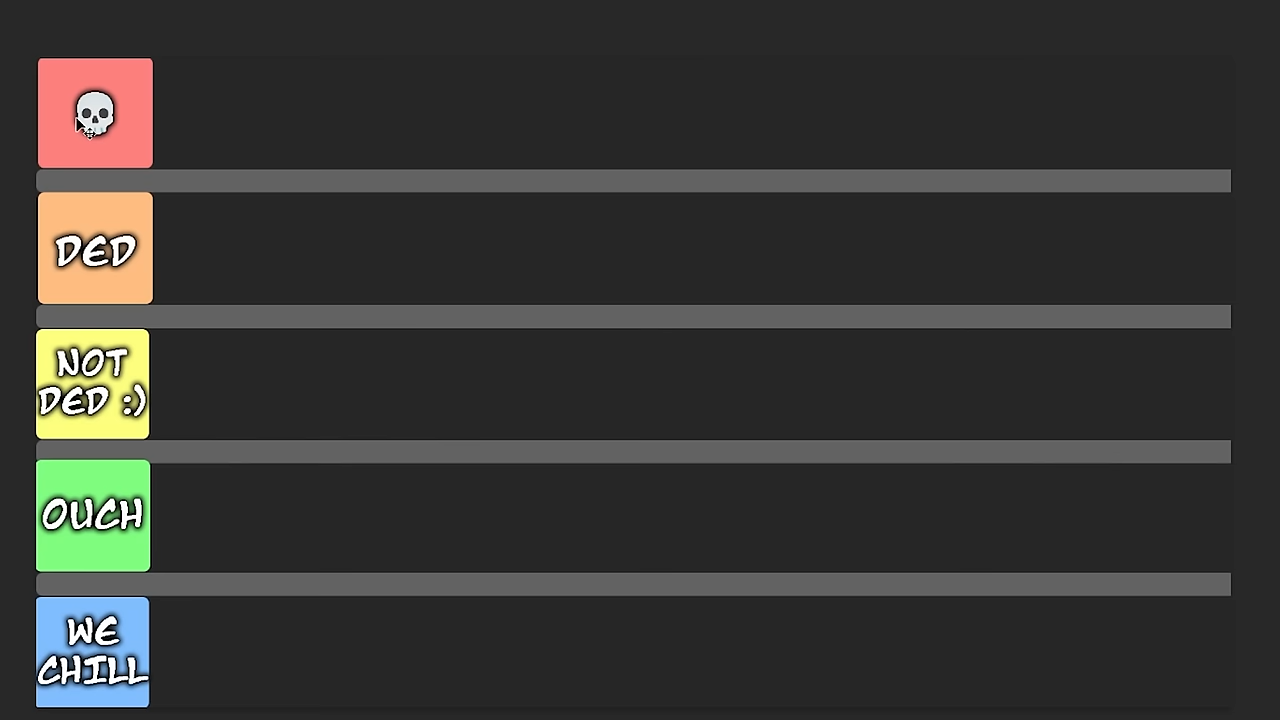 DED
NOT
DED :)
OUCH
WE
CHILL